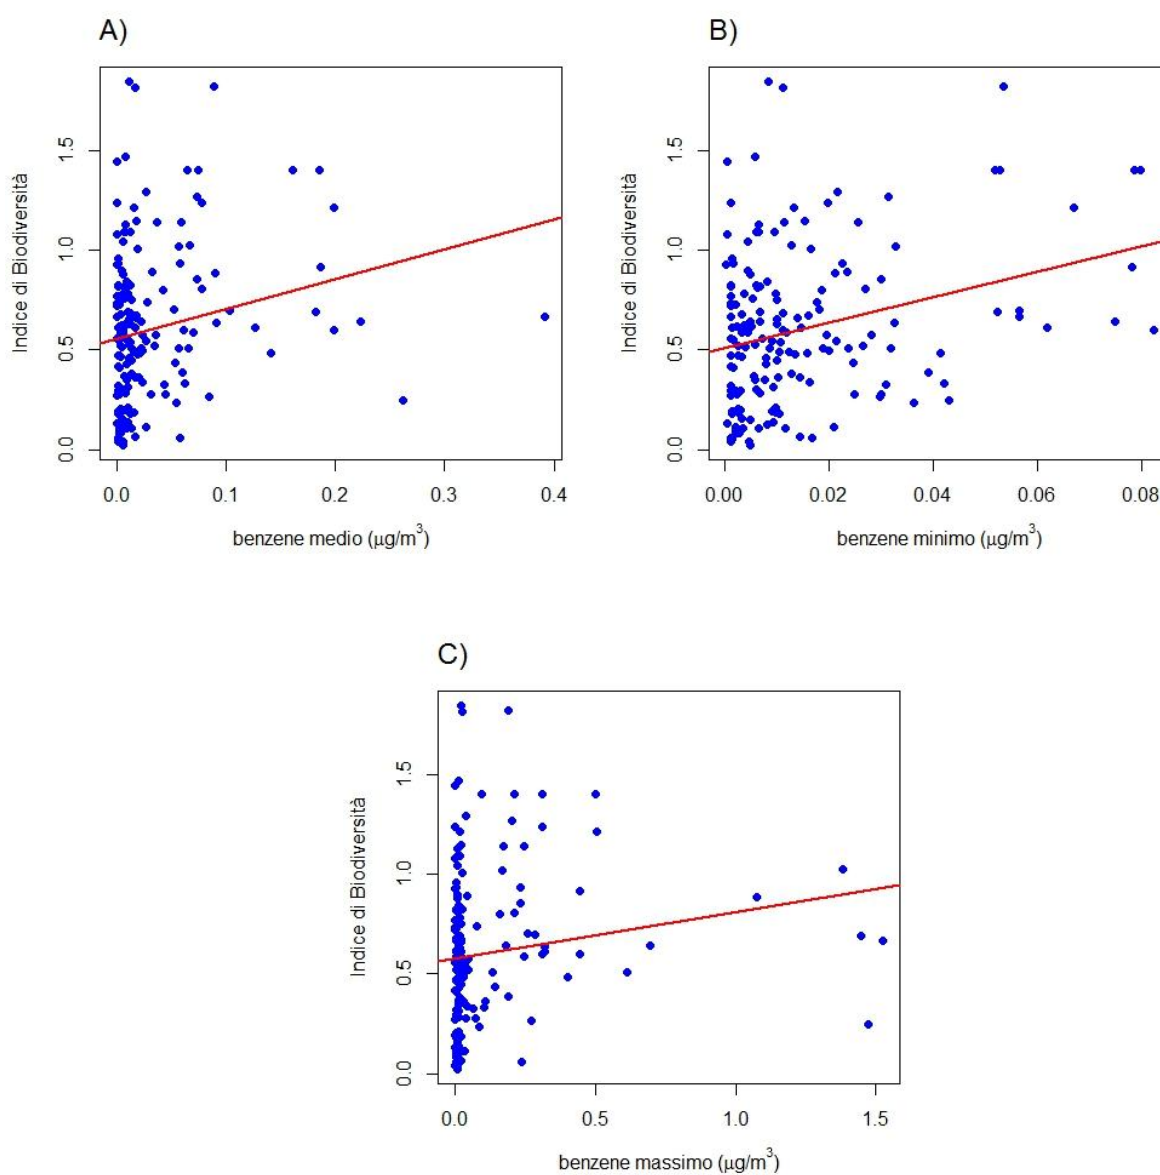 A)
Indice di Biodiversità
1.5
1.0
0.5
0.0
0.0 0.1 0.2 0.3 0.4
benzene medio (μg/m³)
B)
Indice di Biodiversità
1.5
1.0
0.5
0.0
0.00 0.02 0.04 0.06 0.08
benzene minimo (μg/m³)
C)
Indice di Biodiversità
1.5
1.0
0.5
0.0
0.0 0.5 1.0 1.5
benzene massimo (μg/m³)